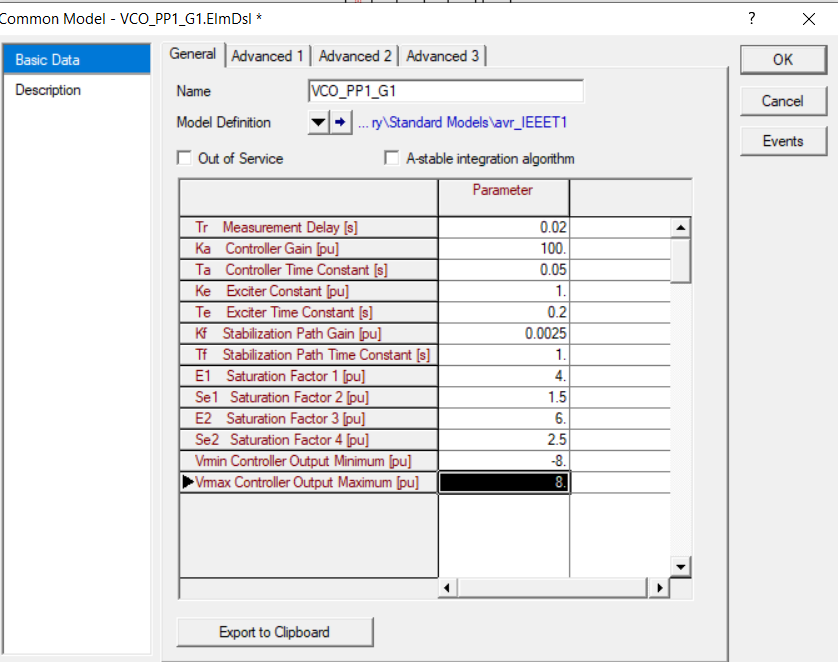 Common Model - VCO_PP1_G1.ElmDsl *
?
Basic Data
Description
General
Advanced 1
Advanced 2
Advanced 3
OK
Cancel
Events
Name
VCO_PP1_G1
Model Definition
... ry\Standard Models\avr_IEEET1
Out of Service
A-stable integration algorithm
Parameter
Tr Measurement Delay [s] 0.02
Ka Controller Gain [pu] 100.
Ta Controller Time Constant [s] 0.05
Ke Exciter Constant [pu] 1.
Te Exciter Time Constant [s] 0.2
Kf Stabilization Path Gain [pu] 0.0025
Tf Stabilization Path Time Constant [s] 1.
E1 Saturation Factor 1 [pu] 4.
Se1 Saturation Factor 2 [pu] 1.5
E2 Saturation Factor 3 [pu] 6.
Se2 Saturation Factor 4 [pu] 2.5
Vrmin Controller Output Minimum [pu] -8.
Vrmax Controller Output Maximum [pu] 8.
Export to Clipboard